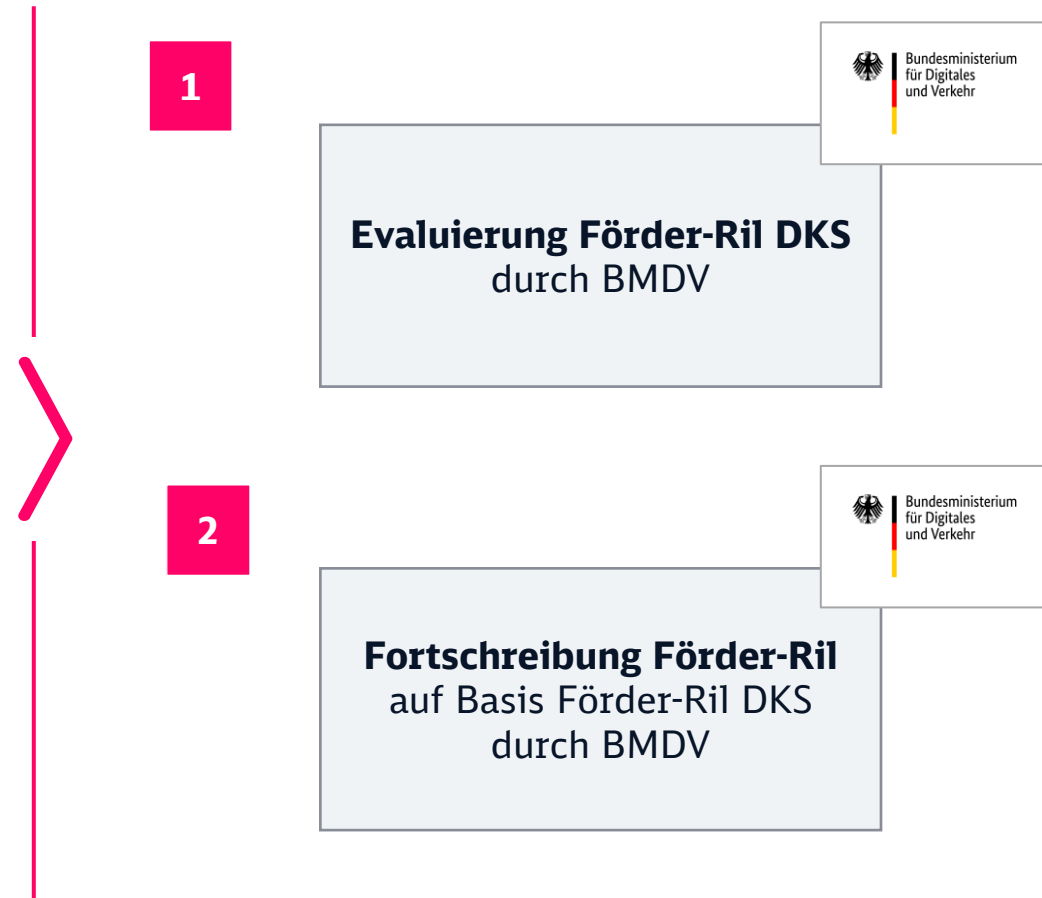 1
Bundesministerium
für Digitales
und Verkehr
Evaluierung Förder-Ril DKS
durch BMDV
2
Bundesministerium
für Digitales
und Verkehr
Fortschreibung Förder-Ril
auf Basis Förder-Ril DKS
durch BMDV